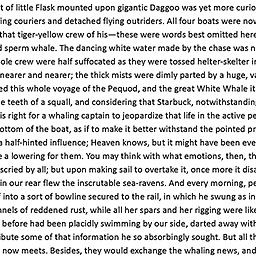 t of little Flask mounted upon gigantic Daggoo was yet more curio
ing couriers and detached flying outriders. All four boats were nov
that tiger-yellow crew of his—these were words best omitted here
d sperm whale. The dancing white water made by the chase was n
ole crew were half suffocated as they were tossed helter-skelter in
nearer and nearer; the thick mists were dimly parted by a huge, va
ed this whole voyage of the Pequod, and the great White Whale it
e teeth of a squall, and considering that Starbuck, notwithstanding
is right for a whaling captain to jeopardize that life in the active pe
ottom of the boat, as if to make it better withstand the pointed pr
a half-hinted influence; Heaven knows, but it might have been eve
e a lowering for them. You may think with what emotions, then, th
scried by all; but upon making sail to overtake it, once more it disa
in our rear flew the inscrutable sea-ravens. And every morning, pe
f into a sort of bowline secured to the rail, in which he swung as in
nnels of reddened rust, while all her spars and her rigging were like
before had been placidly swimming by our side, darted away with
ibute some of that information he so absorbingly sought. But all th
now meets. Besides, they would exchange the whaling news, and